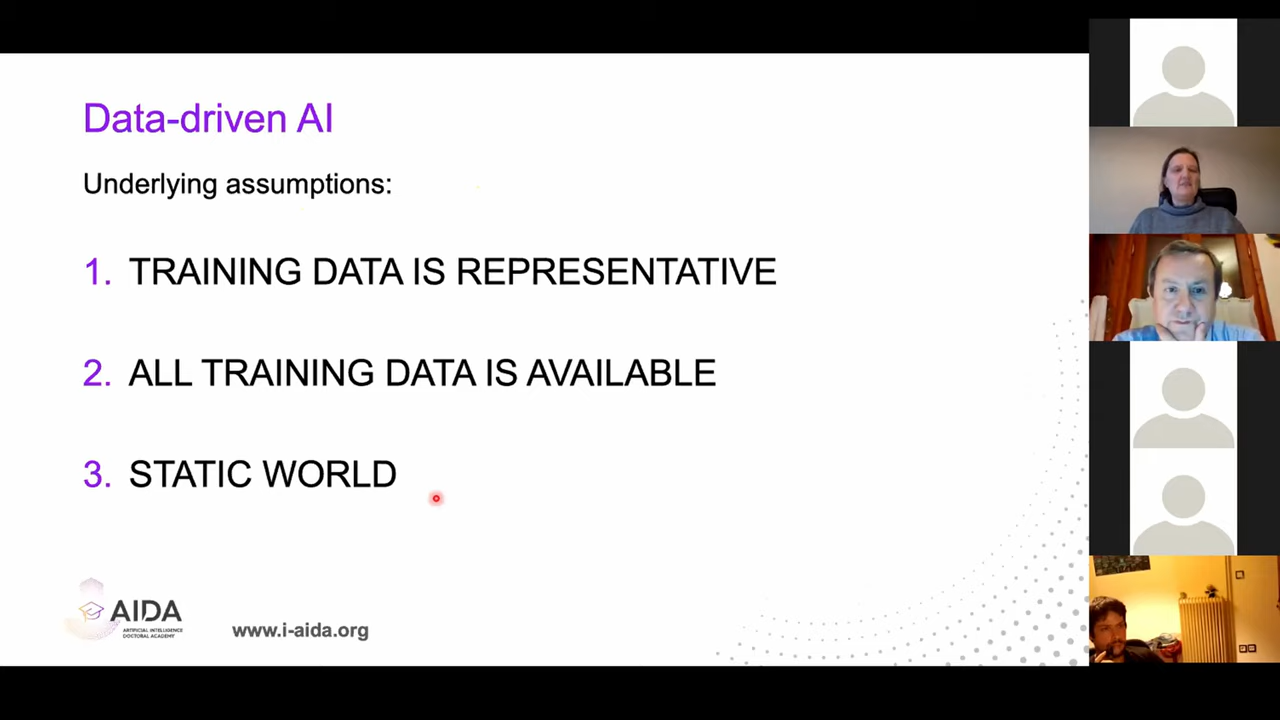 Data-driven AI
Underlying assumptions:
1. TRAINING DATA IS REPRESENTATIVE
2. ALL TRAINING DATA IS AVAILABLE
3. STATIC WORLD
AIDA
ARTIFICIAL INTELLIGENCE
DOCTORAL ACADEMY
www.i-aida.org